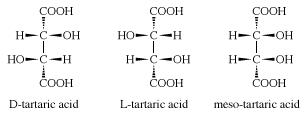 COOH COOH COOH
H C OH HO C H H C OH
HO C H H C OH H C OH
COOH COOH COOH
D-tartaric acid L-tartaric acid meso-tartaric acid